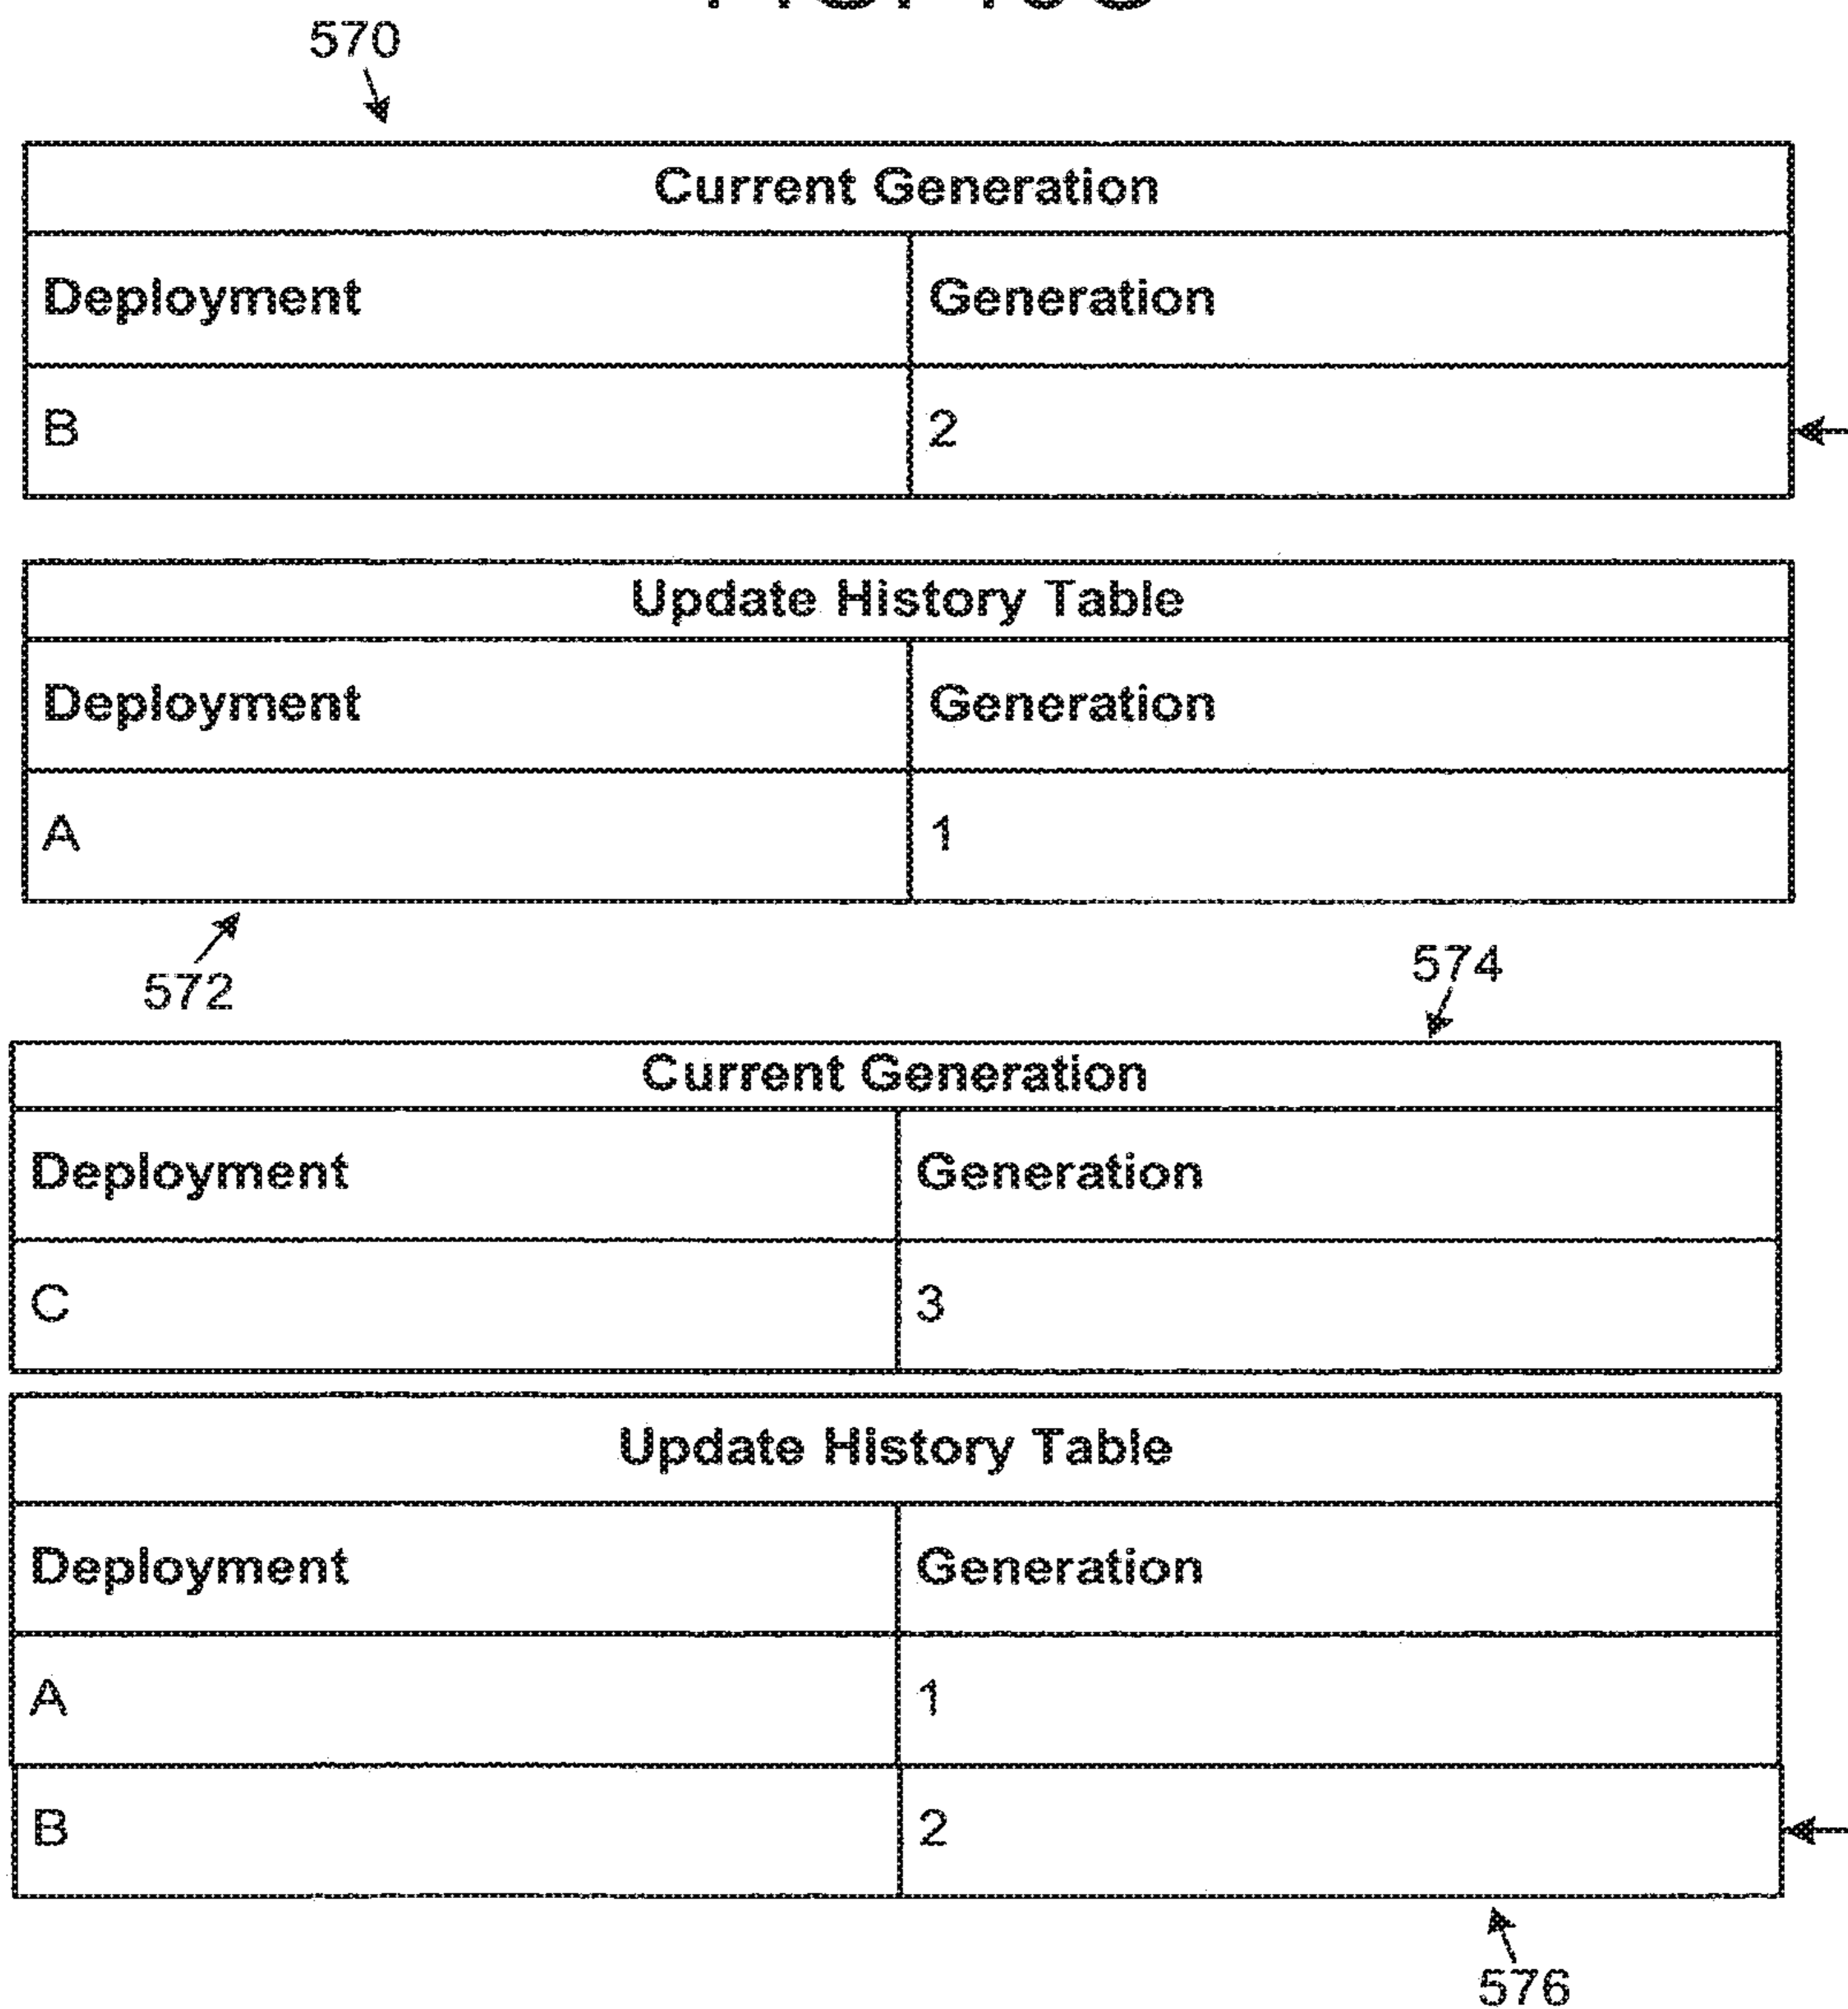 570
Current Generation
Deployment Generation
B 2
Update History Table
Deployment Generation
A 1
572
574
Current Generation
Deployment Generation
C 3
Update History Table
Deployment Generation
A 1
B 2
576